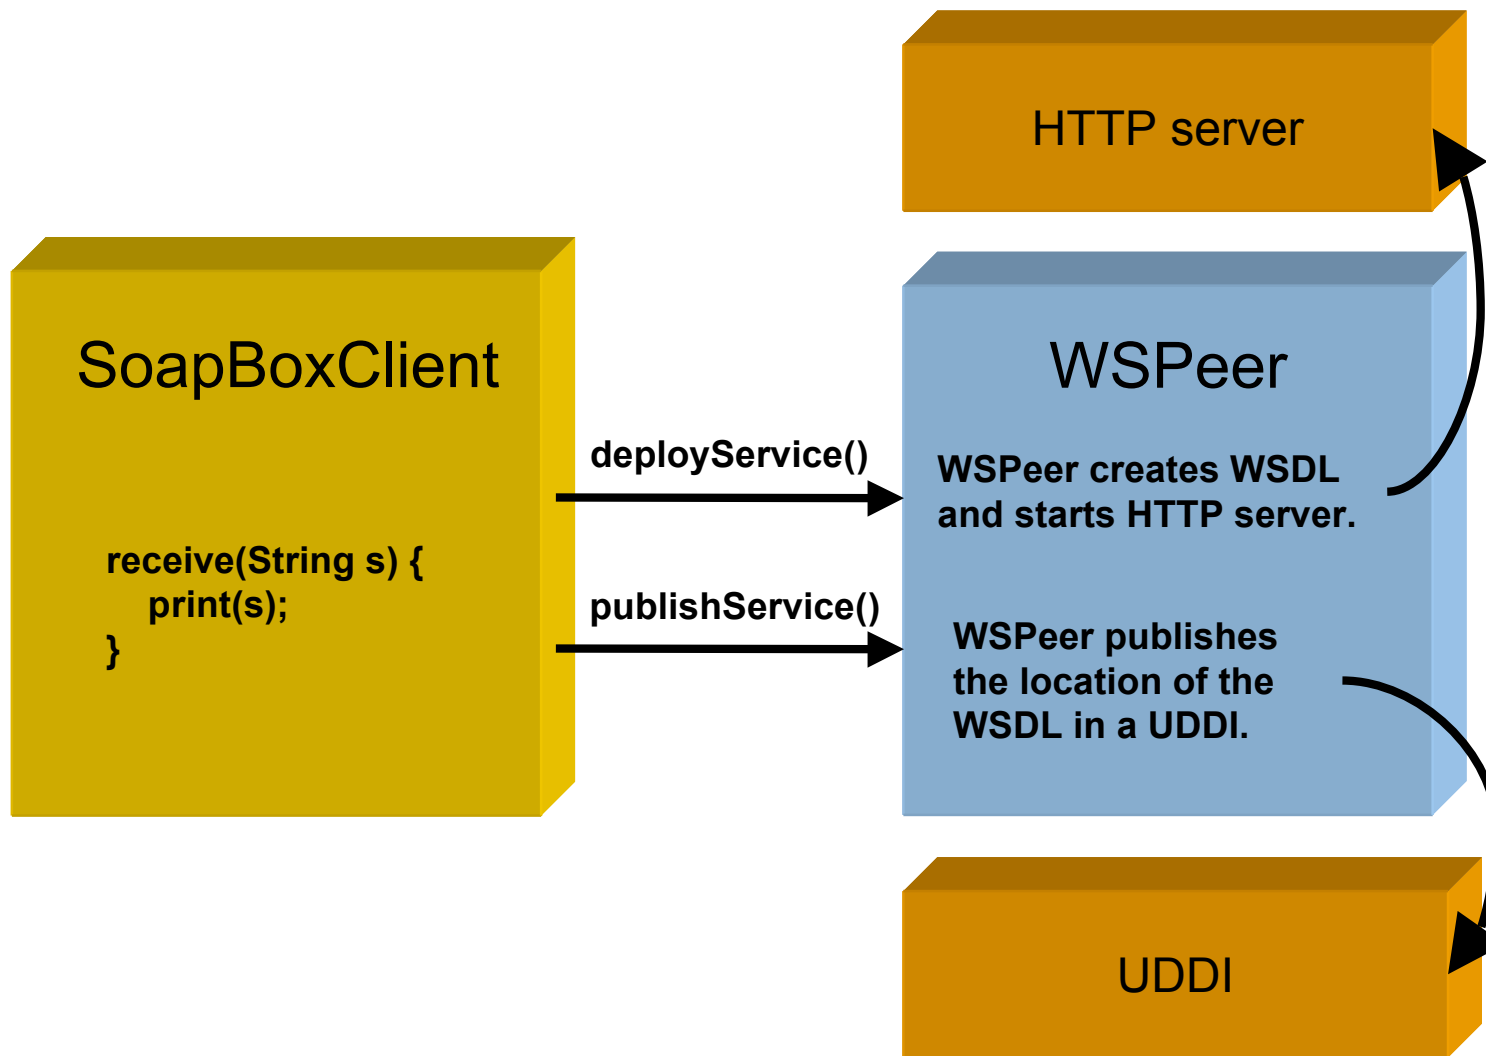 HTTP server
SoapBoxClient
receive(String s) {
print(s);
}
deployService()
publishService()
WSPeer
WSPeer creates WSDL
and starts HTTP server.
WSPeer publishes
the location of the
WSDL in a UDDI.
UDDI